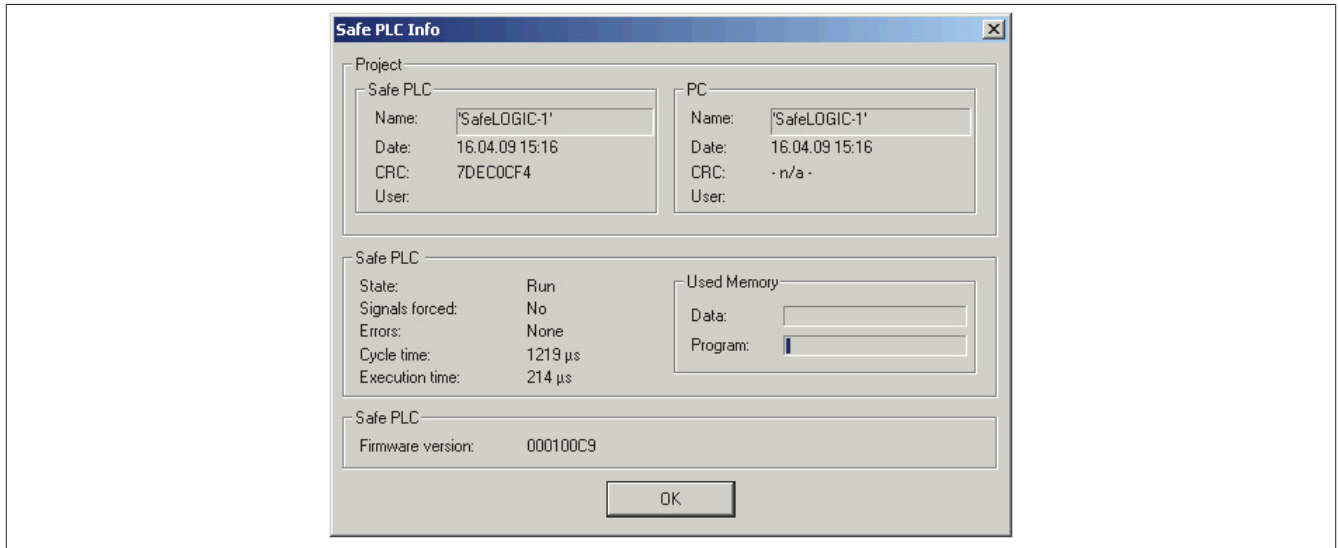 Safe PLC Info
Project
Safe PLC
Name: 'SafeLOGIC-1'
Date: 16.04.09 15:16
CRC: 7DEC0CF4
User:
PC
Name: 'SafeLOGIC-1'
Date: 16.04.09 15:16
CRC: - n/a -
User:
Safe PLC
State: Run
Signals forced: No
Errors: None
Cycle time: 1219 µs
Execution time: 214 µs
Used Memory
Data:
Program:
Safe PLC
Firmware version: 000100C9
OK